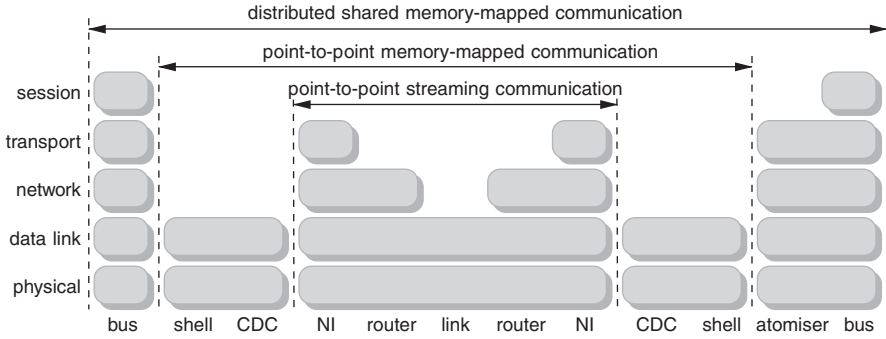 distributed shared memory-mapped communication
point-to-point memory-mapped communication
point-to-point streaming communication
session
transport
network
data link
physical
bus shell CDC NI router link router NI CDC shell atomiser bus